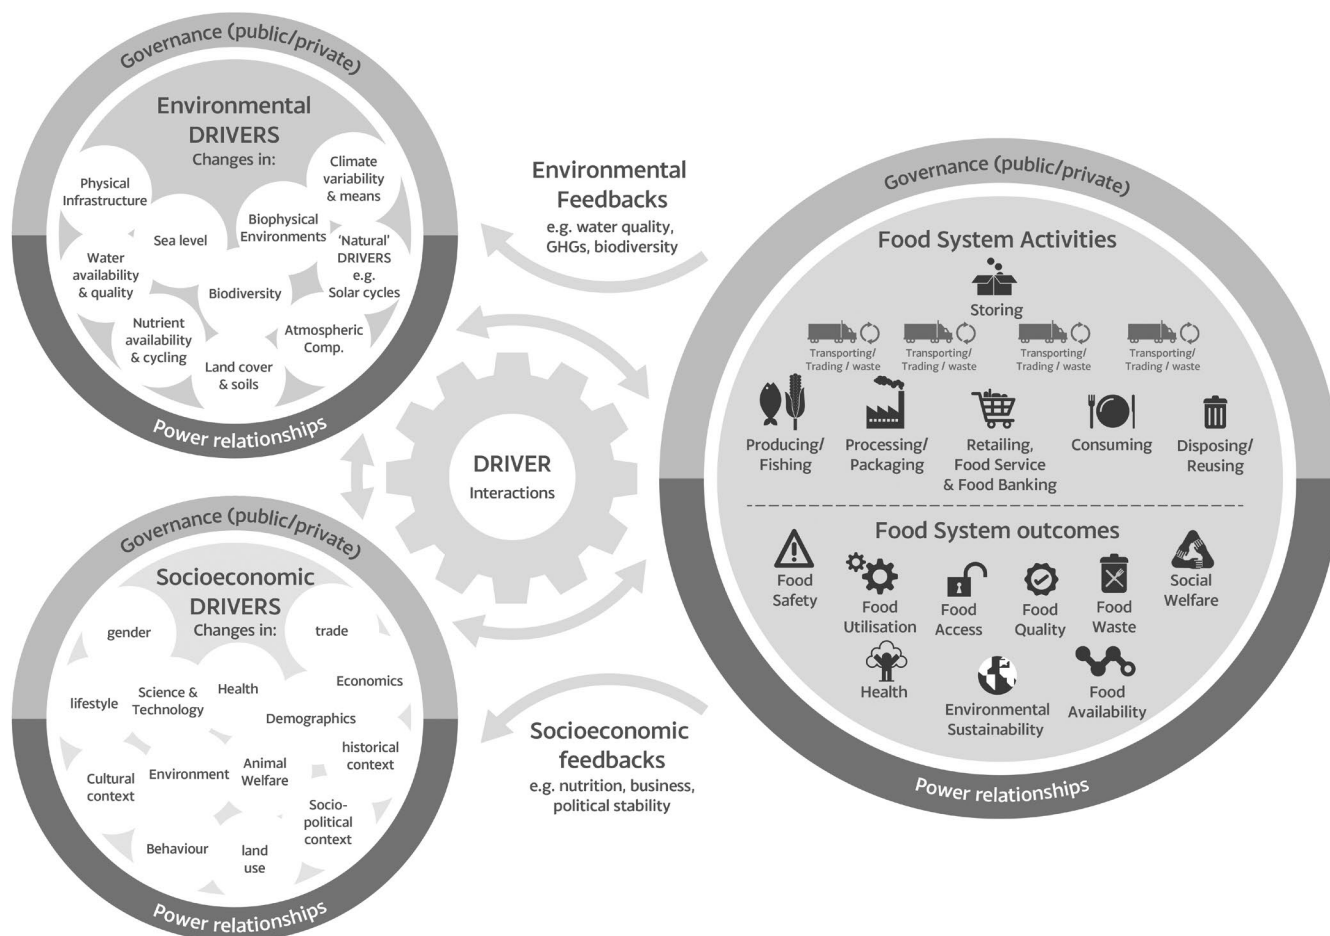 Governance (public/private)
Environmental
DRIVERS
Changes in:
Climate
variability
& means
Physical
Infrastructure
Biophysical
Environments
Sea level
'Natural'
DRIVERS
e.g.
Solar cycles
Water
availability
& quality
Biodiversity
Nutrient
availability
& cycling
Atmospheric
Comp.
Land cover
& soils
Power relationships
Environmental
Feedbacks
e.g. water quality,
GHGs, biodiversity
DRIVER
Interactions
Governance (public/private)
Socioeconomic
DRIVERS
Changes in:
gender
trade
lifestyle
Science &
Technology
Health
Economics
Demographics
historical
context
Cultural
context
Environment
Animal
Welfare
Socio-
political
context
Behaviour
land
use
Power relationships
Socioeconomic
feedbacks
e.g. nutrition, business,
political stability
Governance (public/private)
Food System Activities
Storing
Transporting/
Trading / waste
Transporting/
Trading / waste
Transporting/
Trading / waste
Transporting/
Trading / waste
Producing/
Fishing
Processing/
Packaging
Retailing,
Food Service
& Food Banking
Consuming
Disposing/
Reusing
Food System outcomes
Food
Safety
Food
Utilisation
Food
Access
Food
Quality
Food
Waste
Social
Welfare
Health
Environmental
Sustainability
Food
Availability
Power relationships